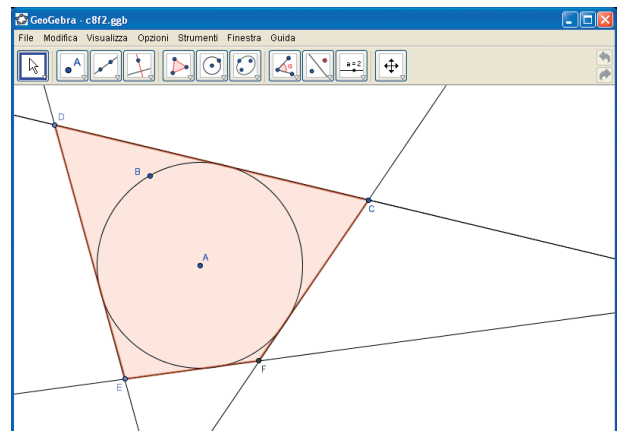 GeoGebra - c8f2.ggb
File Modifica Visualizza Opzioni Strumenti Finestra Guida
A
a = 2
D
B
C
A
E
F